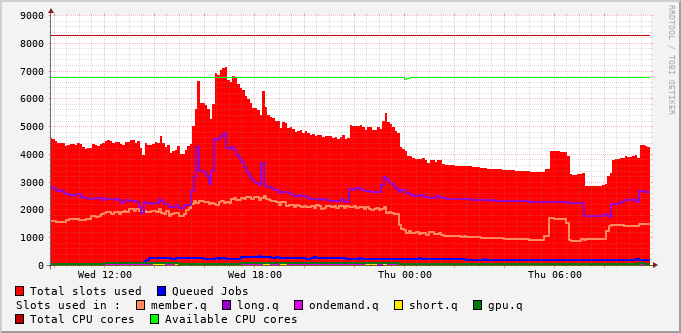 9000
8000
7000
6000
5000
4000
3000
2000
1000
0
Wed 12:00 Wed 18:00 Thu 00:00 Thu 06:00
RRDTOOL / TOBI OETIKER
Total slots used Queued Jobs
Slots used in : member.q long.q ondemand.q short.q gpu.q
Total CPU cores Available CPU cores